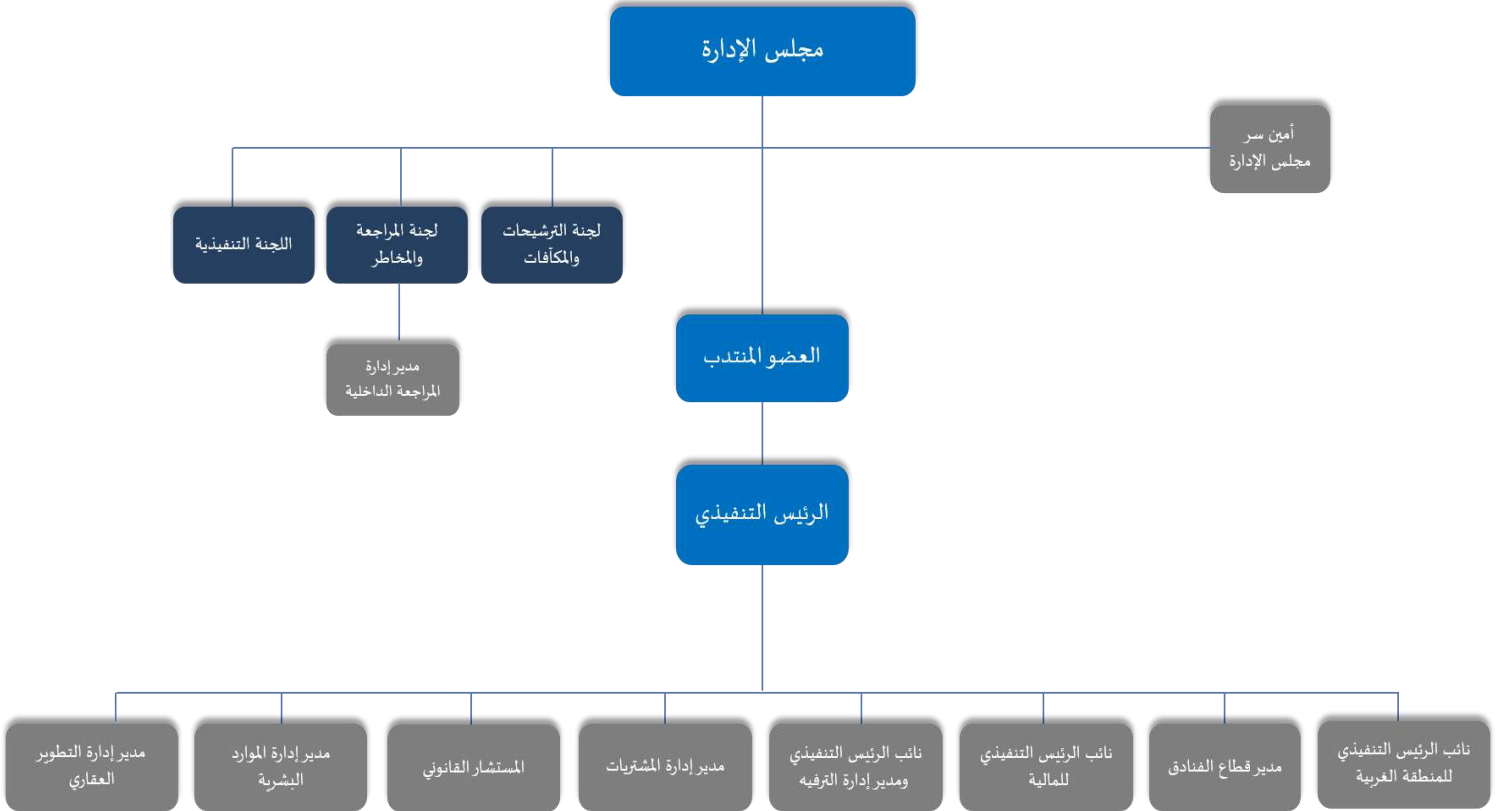 مجلس الإدارة
أمين سر
مجلس الإدارة
لجنة الترشيحات
والمكآفات
لجنة المراجعة
والمخاطر
اللجنة التنفيذية
العضو المنتدب
مدير إدارة
المراجعة الداخلية
الرئيس التنفيذي
نائب الرئيس التنفيذي
للمنطقة الغربية
مدير قطاع الفنادق
نائب الرئيس التنفيذي
للمالية
نائب الرئيس التنفيذي
ومدير إدارة الترفيه
مدير إدارة المشتريات
المستشار القانوني
مدير إدارة الموارد
البشرية
مدير إدارة التطوير
العقاري